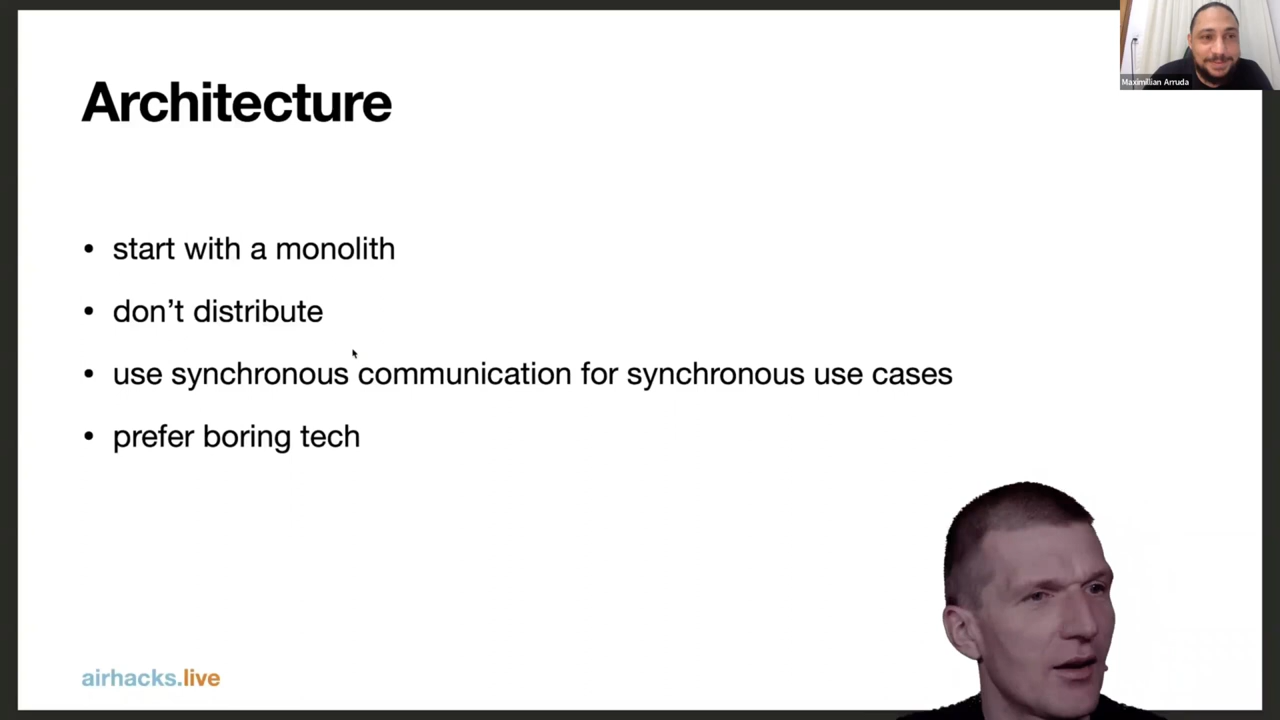 Maximillian Arruda
Architecture
• start with a monolith
• don’t distribute
• use synchronous communication for synchronous use cases
• prefer boring tech
airhacks.live